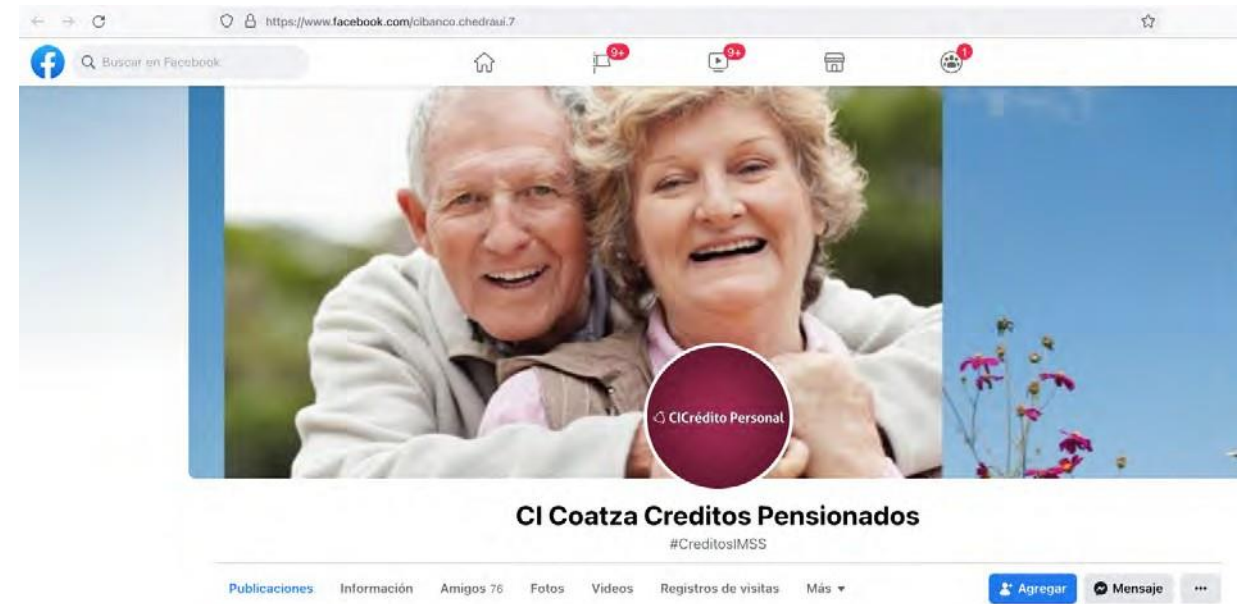 https://www.facebook.com/cibanco.chedraui.7
Buscar en Facebook
9+
9+
1
CICrédito Personal
CI Coatza Creditos Pensionados
#CreditosIMSS
Publicaciones Información Amigos 76 Fotos Videos Registros de visitas Más
Agregar Mensaje